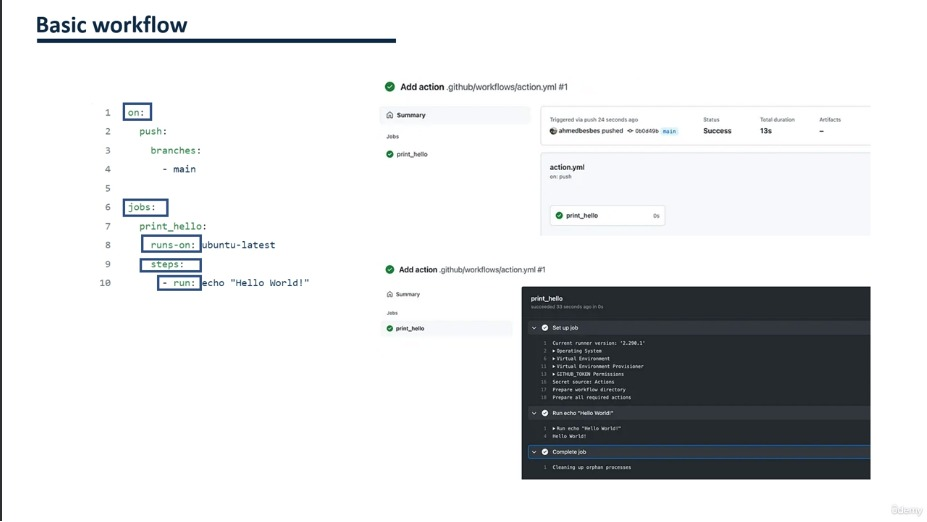 Basic workflow
1 on:
2 push:
3 branches:
4 - main
5
6 jobs:
7 print_hello:
8 runs-on: ubuntu-latest
9 steps:
10 - run: echo "Hello World!"
Add action .github/workflows/action.yml #1
Summary
Jobs
print_hello
Triggered via push 24 seconds ago
ahmedbesbes pushed 0b0d49b main
Status
Success
Total duration
13s
Artifacts
–
action.yml
on: push
print_hello 0s
Add action .github/workflows/action.yml #1
Summary
Jobs
print_hello
print_hello
succeeded 33 seconds ago in 0s
Set up job
1 Current runner version: '2.298.1'
2 Operating System
6 Virtual Environment
11 Virtual Environment Provisioner
13 GITHUB_TOKEN Permissions
16 Secret source: Actions
17 Prepare workflow directory
19 Prepare all required actions
Run echo "Hello World!"
1 Run echo "Hello World!"
4 Hello World!
Complete job
1 Cleaning up orphan processes
ûdemy